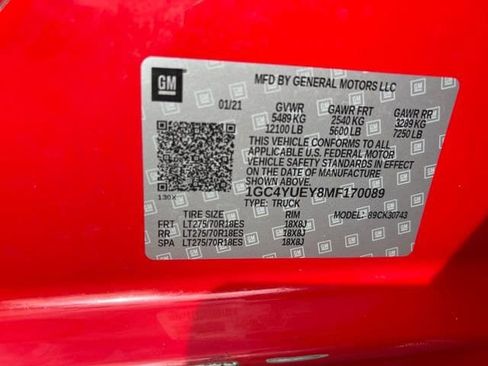 GM
MFD BY GENERAL MOTORS LLC
01/21 GVWR GAWR FRT GAWR RR
5489 KG 2540 KG 3289 KG
12100 LB 5600 LB 7250 LB
THIS VEHICLE CONFORMS TO ALL
APPLICABLE U.S. FEDERAL MOTOR
VEHICLE SAFETY STANDARDS IN EFFECT
ON THE DATE OF MANUFACTURE SHOWN ABOVE.
1GC4YUEY8MF170089
TYPE: TRUCK
130X
TIRE SIZE RIM MODEL: 89CK30743
FRT LT275/70R18ES 18X8J
RR LT275/70R18ES 18X8J
SPA LT275/70R18ES 18X8J